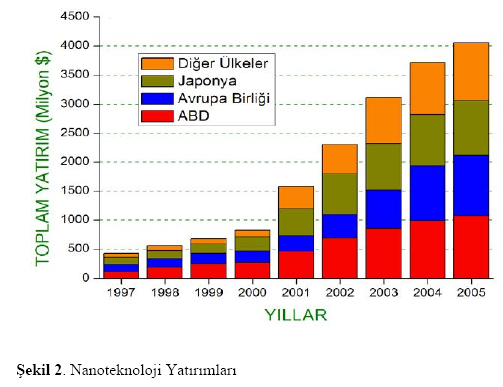 4500
4000
3500
3000
2500
2000
1500
1000
500
0
TOPLAM YATIRIM (Milyon $)
Diğer Ülkeler
Japonya
Avrupa Birliği
ABD
1997 1998 1999 2000 2001 2002 2003 2004 2005
YILLAR
Şekil 2. Nanoteknoloji Yatırımları